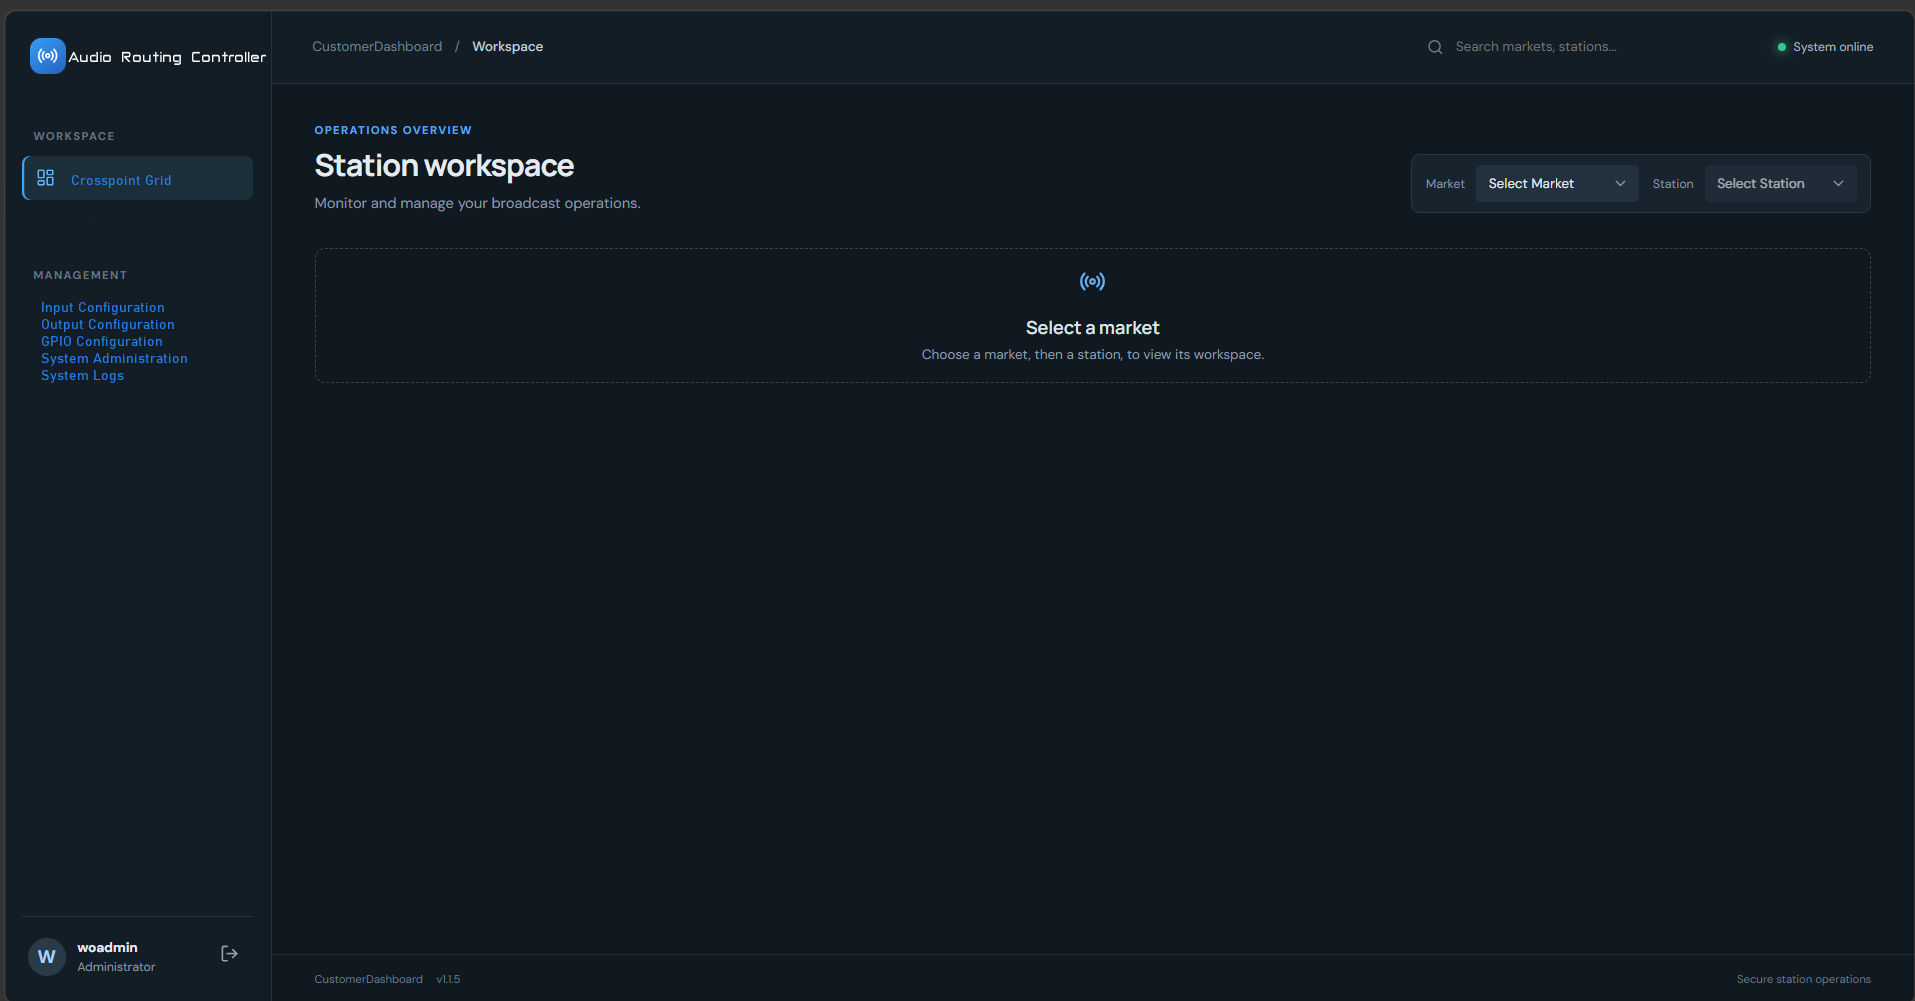 Audio Routing Controller
CustomerDashboard / Workspace
Search markets, stations...
System online
WORKSPACE
Crosspoint Grid
MANAGEMENT
Input Configuration
Output Configuration
GPIO Configuration
System Administration
System Logs
OPERATIONS OVERVIEW
Station workspace
Monitor and manage your broadcast operations.
Market Select Market Station Select Station
Select a market
Choose a market, then a station, to view its workspace.
W
woadmin
Administrator
CustomerDashboard v1.1.5
Secure station operations